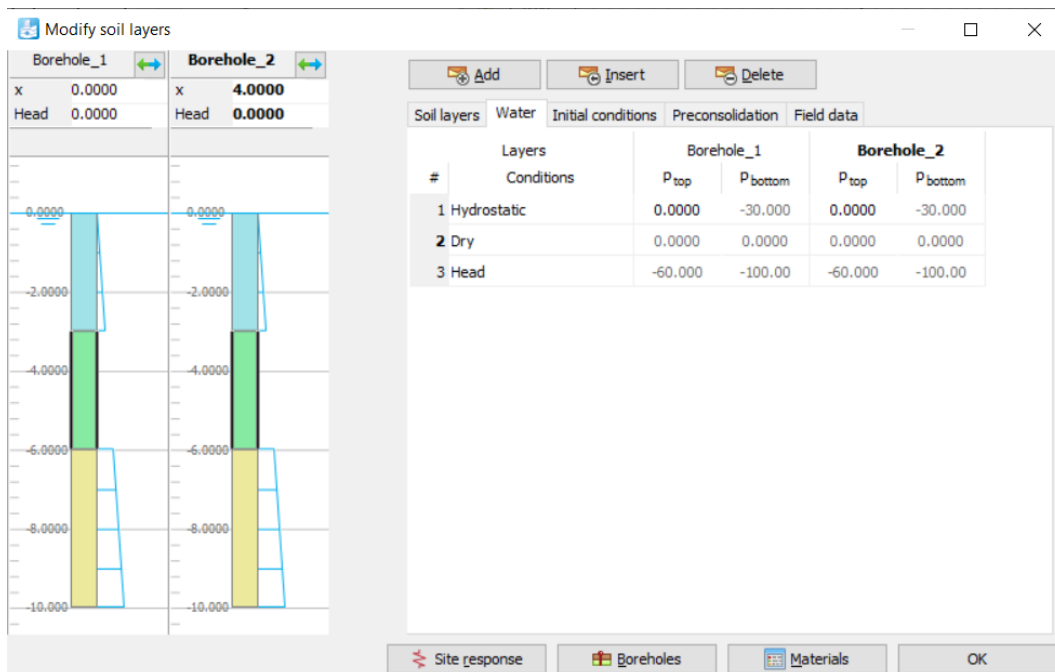 Modify soil layers
Borehole_1 Borehole_2
x 0.0000 x 4.0000
Head 0.0000 Head 0.0000
0.0000 0.0000
-2.0000 -2.0000
-4.0000 -4.0000
-6.0000 -6.0000
-8.0000 -8.0000
-10.000 -10.000
Add Insert Delete
Soil layers Water Initial conditions Preconsolidation Field data
Layers Borehole_1 Borehole_2
# Conditions Ptop Pbottom Ptop Pbottom
1 Hydrostatic 0.0000 -30.000 0.0000 -30.000
2 Dry 0.0000 0.0000 0.0000 0.0000
3 Head -60.000 -100.00 -60.000 -100.00
Site response Boreholes Materials OK